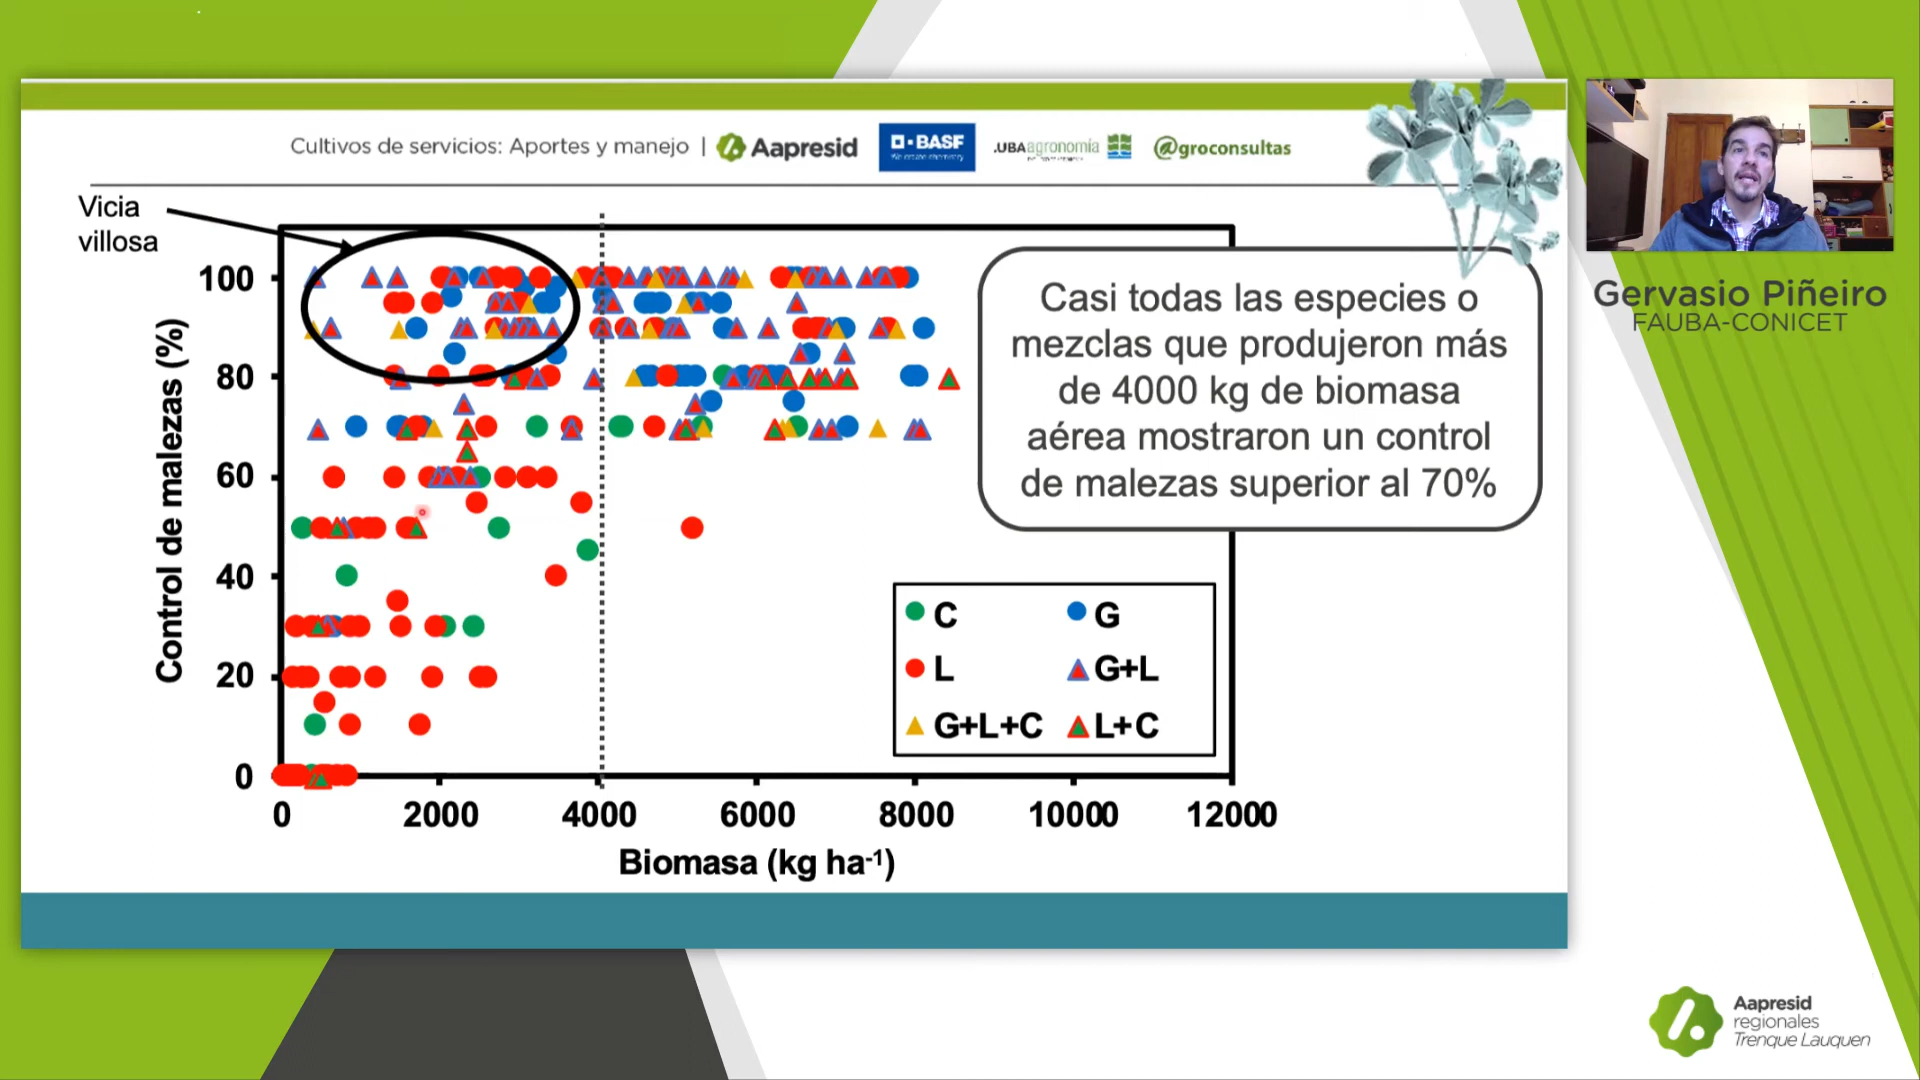 Cultivos de servicios: Aportes y manejo | Aapresid
BASF
We create chemistry
.UBAagronomía
@groconsultas
Vicia
villosa
Casi todas las especies o
mezclas que produjeron más
de 4000 kg de biomasa
aérea mostraron un control
de malezas superior al 70%
Control de malezas (%)
100
80
60
40
20
0
0 2000 4000 6000 8000 10000 12000
Biomasa (kg ha-1)
C G
L G+L
G+L+C L+C
Gervasio Piñeiro
FAUBA-CONICET
Aapresid
regionales
Trenque Lauquen